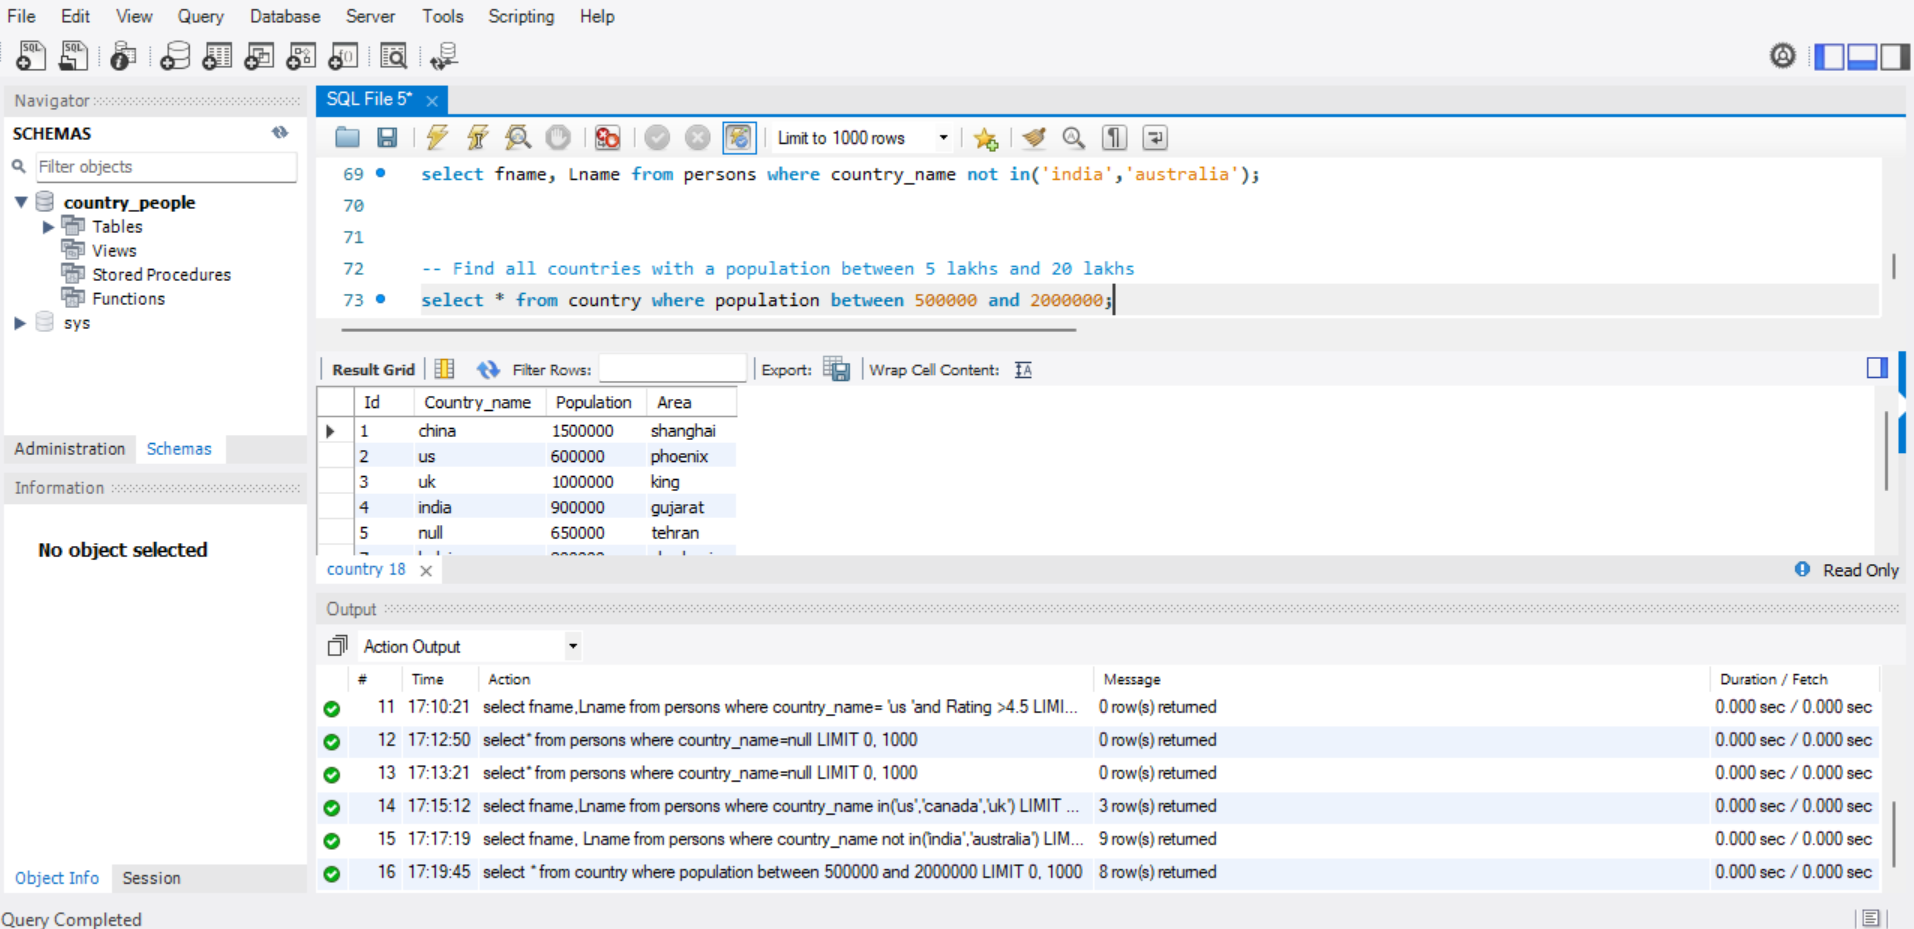 File Edit View Query Database Server Tools Scripting Help
Navigator
SCHEMAS
Filter objects
country_people
Tables
Views
Stored Procedures
Functions
sys
Administration Schemas
Information
No object selected
Object Info Session
SQL File 5*
Limit to 1000 rows
69 select fname, Lname from persons where country_name not in('india','australia');
70
71
72 -- Find all countries with a population between 5 lakhs and 20 lakhs
73 select * from country where population between 500000 and 2000000;
Result Grid Filter Rows: Export: Wrap Cell Content:
Id Country_name Population Area
1 china 1500000 shanghai
2 us 600000 phoenix
3 uk 1000000 king
4 india 900000 gujarat
5 null 650000 tehran
country 18 Read Only
Output
Action Output
# Time Action Message Duration / Fetch
11 17:10:21 select fname,Lname from persons where country_name= 'us 'and Rating >4.5 LIMI... 0 row(s) returned 0.000 sec / 0.000 sec
12 17:12:50 select* from persons where country_name=null LIMIT 0, 1000 0 row(s) returned 0.000 sec / 0.000 sec
13 17:13:21 select* from persons where country_name=null LIMIT 0, 1000 0 row(s) returned 0.000 sec / 0.000 sec
14 17:15:12 select fname,Lname from persons where country_name in('us','canada','uk') LIMIT ... 3 row(s) returned 0.000 sec / 0.000 sec
15 17:17:19 select fname, Lname from persons where country_name not in('india','australia') LIM... 9 row(s) returned 0.000 sec / 0.000 sec
16 17:19:45 select * from country where population between 500000 and 2000000 LIMIT 0, 1000 8 row(s) returned 0.000 sec / 0.000 sec
Query Completed